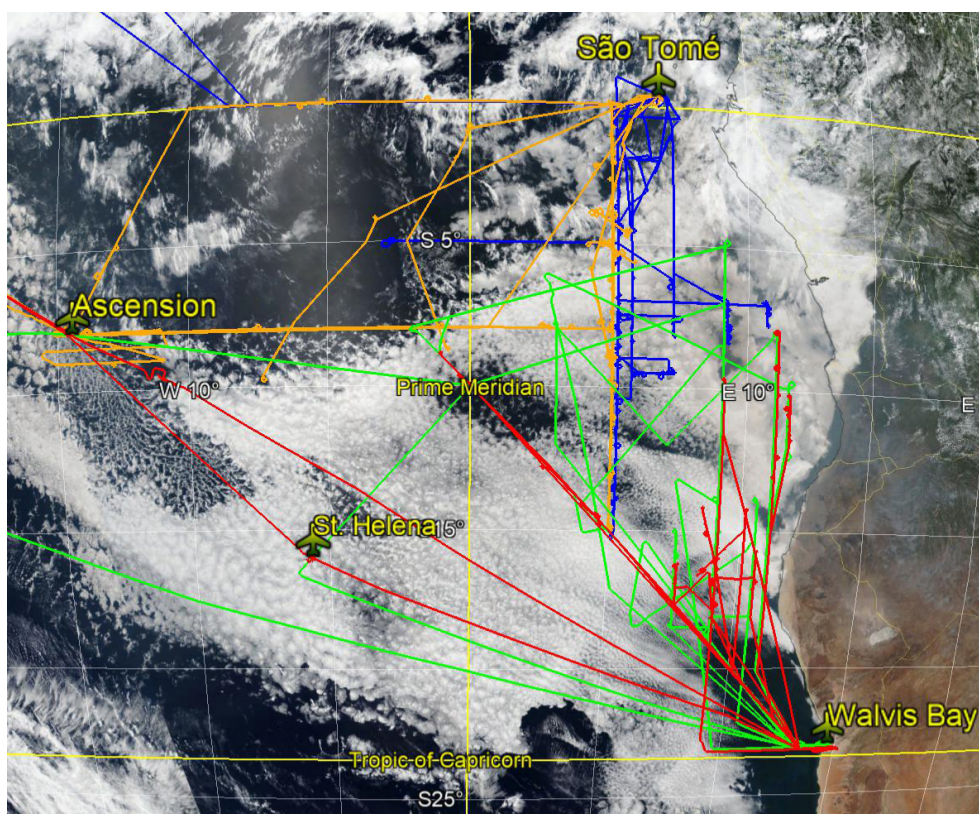 São Tomé
S 5°
Ascension
W 10°
Prime Meridian
E 10°
E
St. Helena
15°
Walvis Bay
Tropic of Capricorn
S25°